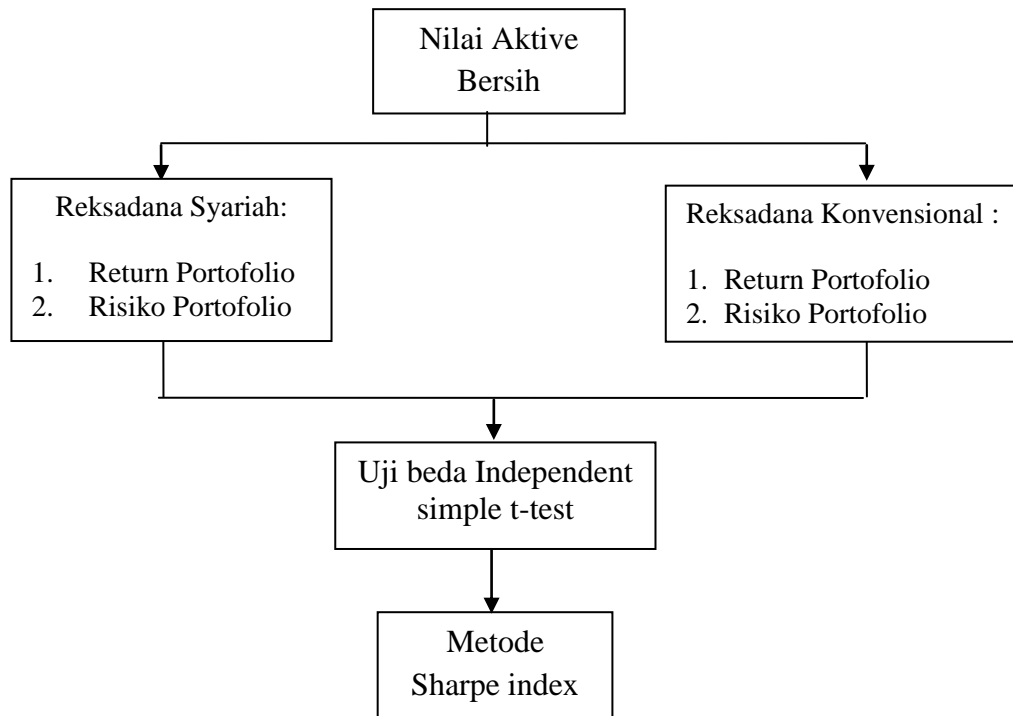 Nilai Aktive
Bersih
Reksadana Syariah:
1. Return Portofolio
2. Risiko Portofolio
Reksadana Konvensional :
1. Return Portofolio
2. Risiko Portofolio
Uji beda Independent
simple t-test
Metode
Sharpe index